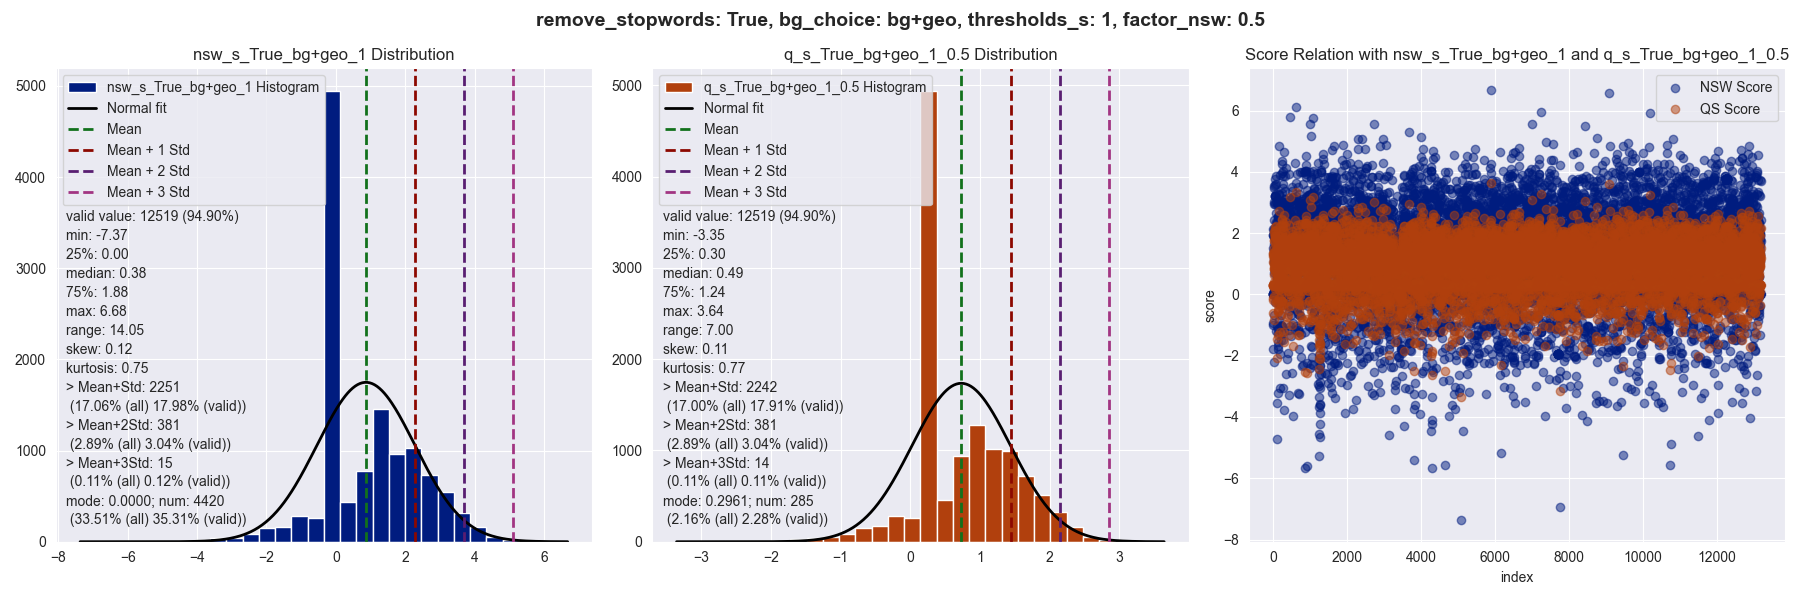 remove_stopwords: True, bg_choice: bg+geo, thresholds_s: 1, factor_nsw: 0.5
nsw_s_True_bg+geo_1 Distribution
nsw_s_True_bg+geo_1 Histogram
Normal fit
Mean
Mean + 1 Std
Mean + 2 Std
Mean + 3 Std
valid value: 12519 (94.90%)
min: -7.37
25%: 0.00
median: 0.38
75%: 1.88
max: 6.68
range: 14.05
skew: 0.12
kurtosis: 0.75
> Mean+Std: 2251
(17.06% (all) 17.98% (valid))
> Mean+2Std: 381
(2.89% (all) 3.04% (valid))
> Mean+3Std: 15
(0.11% (all) 0.12% (valid))
mode: 0.0000; num: 4420
(33.51% (all) 35.31% (valid))
5000
4000
3000
2000
1000
0
−8 −6 −4 −2 0 2 4 6
q_s_True_bg+geo_1_0.5 Distribution
q_s_True_bg+geo_1_0.5 Histogram
Normal fit
Mean
Mean + 1 Std
Mean + 2 Std
Mean + 3 Std
valid value: 12519 (94.90%)
min: -3.35
25%: 0.30
median: 0.49
75%: 1.24
max: 3.64
range: 7.00
skew: 0.11
kurtosis: 0.77
> Mean+Std: 2242
(17.00% (all) 17.91% (valid))
> Mean+2Std: 381
(2.89% (all) 3.04% (valid))
> Mean+3Std: 14
(0.11% (all) 0.11% (valid))
mode: 0.2961; num: 285
(2.16% (all) 2.28% (valid))
5000
4000
3000
2000
1000
0
−3 −2 −1 0 1 2 3
Score Relation with nsw_s_True_bg+geo_1 and q_s_True_bg+geo_1_0.5
NSW Score
QS Score
6
4
2
0
−2
−4
−6
−8
score
0 2000 4000 6000 8000 10000 12000
index